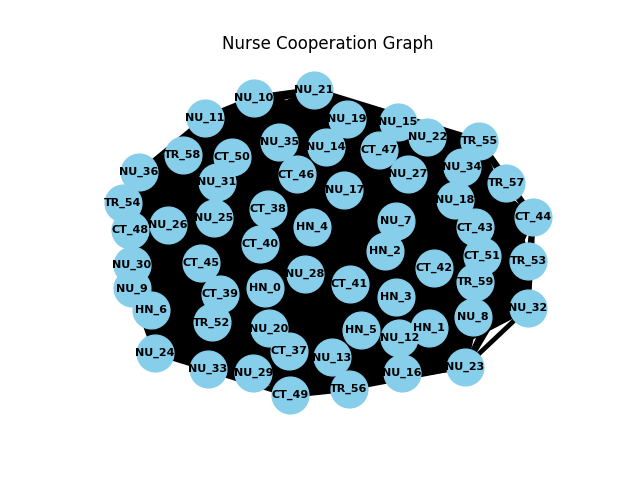 Nurse Cooperation Graph
NU_21
NU_10
NU_11
NU_19
NU_15
NU_22
TR_55
NU_35
NU_14
CT_47
TR_58
CT_50
NU_34
NU_36
CT_46
NU_27
NU_31
TR_57
NU_17
NU_18
TR_54
CT_38
NU_25
CT_44
NU_26
HN_4
NU_7
CT_43
CT_48
CT_40
HN_2
CT_51
NU_30
CT_45
CT_42
TR_53
NU_28
TR_59
NU_9
HN_0
CT_41
CT_39
HN_3
HN_6
NU_32
TR_52
NU_8
NU_20
HN_5
HN_1
NU_12
NU_24
CT_37
NU_13
NU_33
NU_29
NU_16
NU_23
TR_56
CT_49